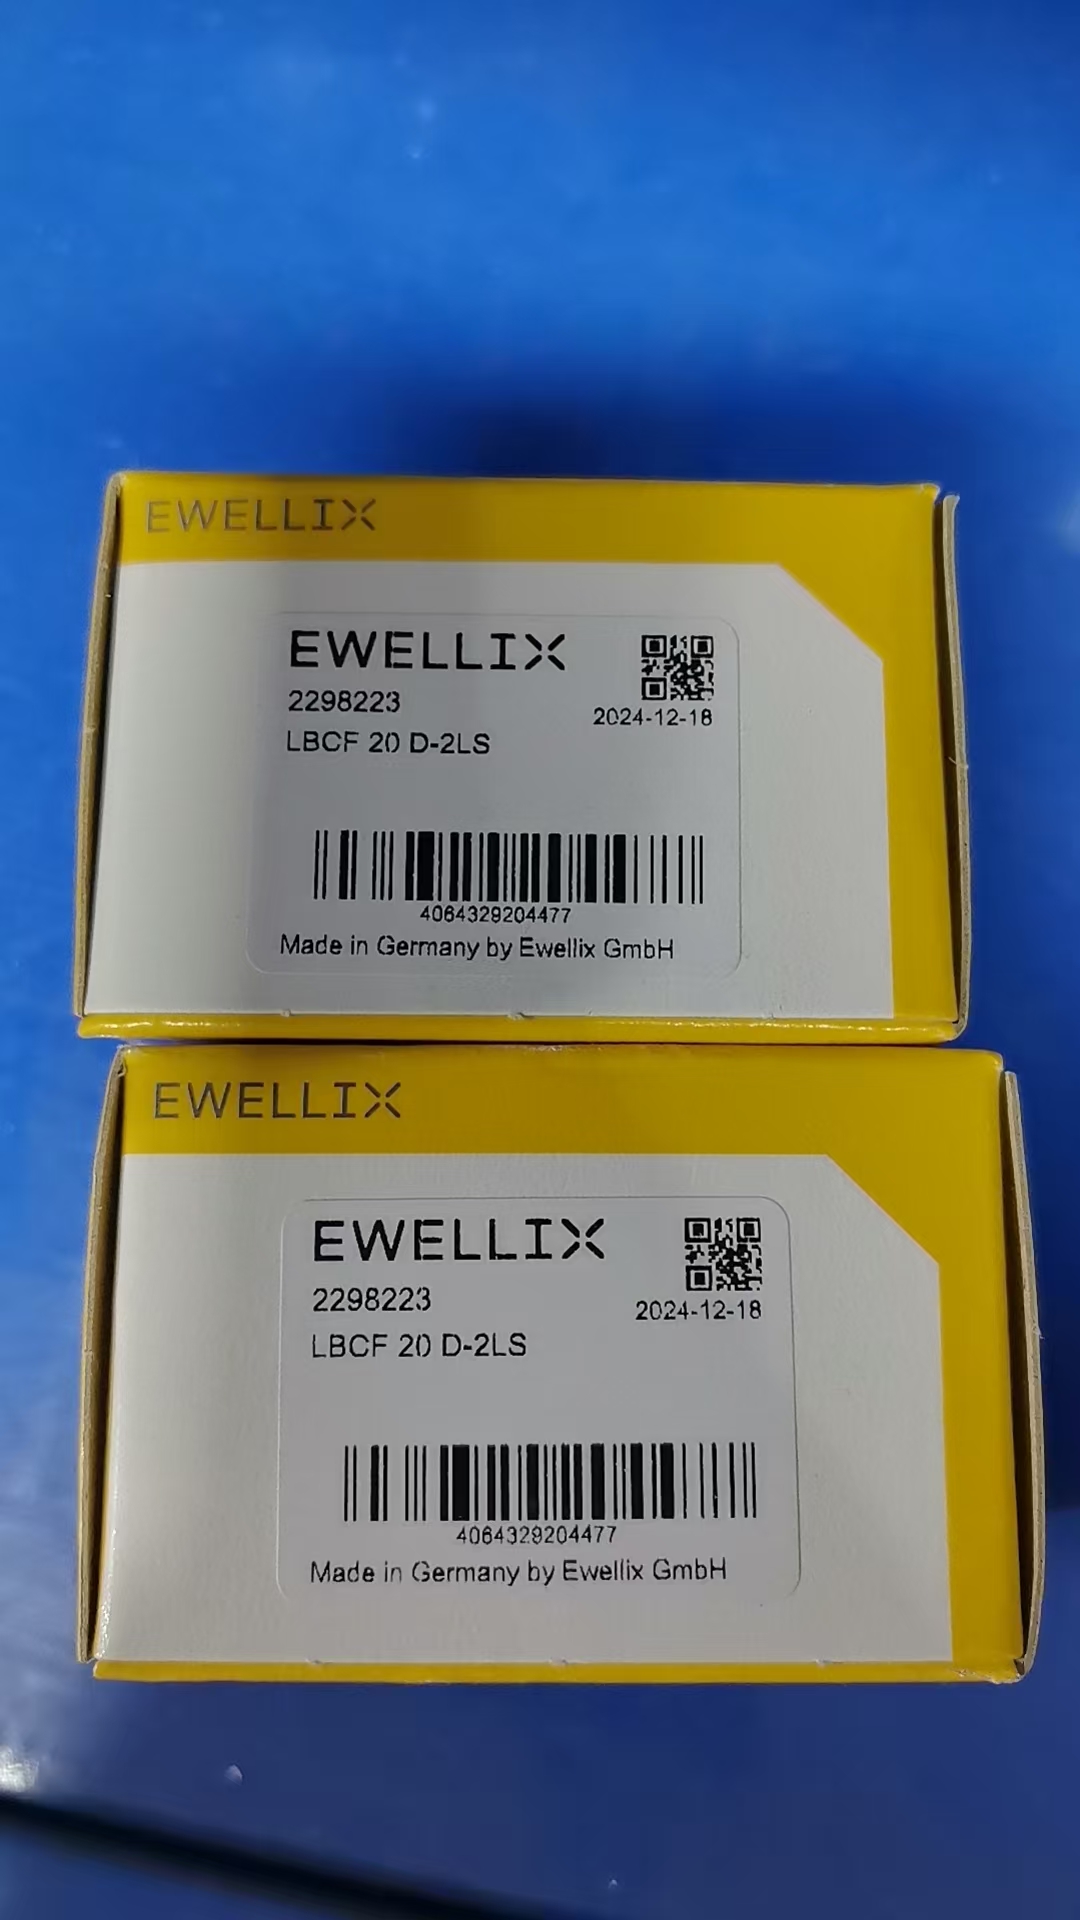 EWELLIX
EWELLIX
2298223
2024-12-18
LBCF 20 D-2LS
4064329204477
Made in Germany by Ewellix GmbH
EWELLIX
EWELLIX
2298223
2024-12-18
LBCF 20 D-2LS
4064329204477
Made in Germany by Ewellix GmbH